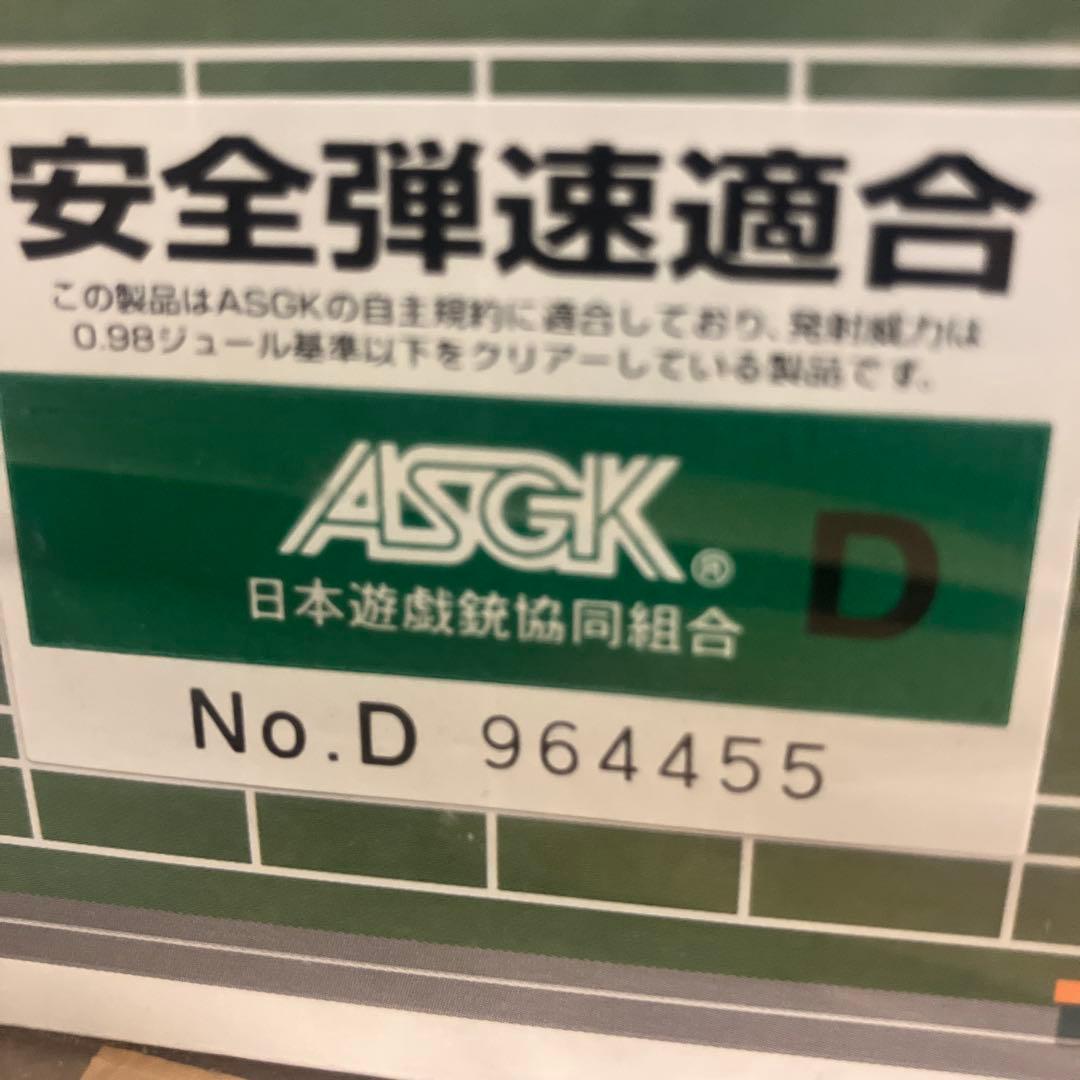 安全弾速適合
この製品はASGKの自主規約に適合しており、発射威力は
0.98ジュール基準以下をクリアーしている製品です。
ASGK®
D
日本遊戯銃協同組合
No.D 964455